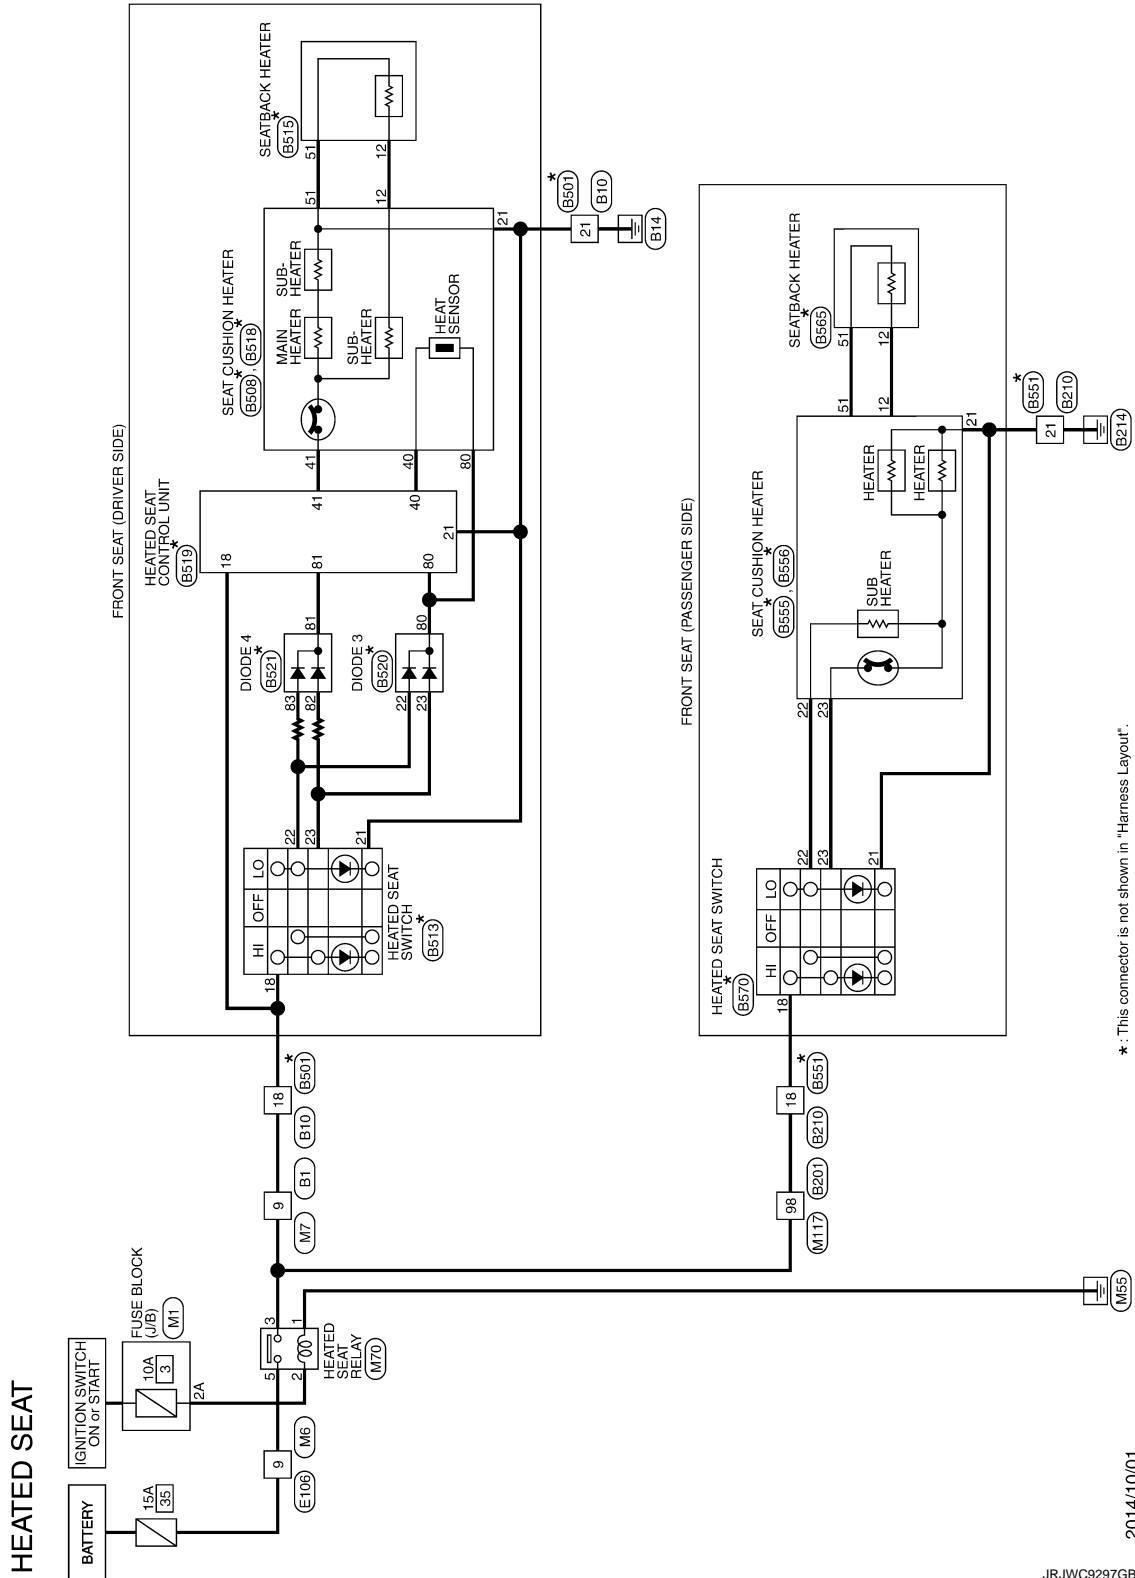 HEATED SEAT
BATTERY
15A
35
IGNITION SWITCH
ON or START
FUSE BLOCK
(J/B)
M1
10A
3
2A
E106
9
M6
5
3
2
1
HEATED
SEAT
RELAY
M70
M55
M7
9
B1
B10
18
B501
*
M117
98
B201
B210
18
B551
*
FRONT SEAT (DRIVER SIDE)
18
HI
OFF
LO
22
23
21
HEATED SEAT
SWITCH
*
B513
DIODE 4
*
B521
83
82
81
DIODE 3
*
B520
22
23
80
HEATED SEAT
CONTROL UNIT
*
B519
18
81
80
21
41
40
41
40
80
SEAT CUSHION HEATER
*
B508
,
*
B518
MAIN
HEATER
SUB-
HEATER
SUB-
HEATER
HEAT
SENSOR
51
12
21
51
12
SEATBACK HEATER
*
B515
*
B501
B10
21
B14
FRONT SEAT (PASSENGER SIDE)
HEATED SEAT SWITCH
*
B570
18
HI
OFF
LO
22
23
21
22
23
SEAT CUSHION HEATER
*
B555
,
*
B556
SUB
HEATER
HEATER
HEATER
51
12
21
51
12
SEATBACK HEATER
*
B565
*
B551
B210
21
B214
* : This connector is not shown in "Harness Layout".
2014/10/01
JRJWC9297GB